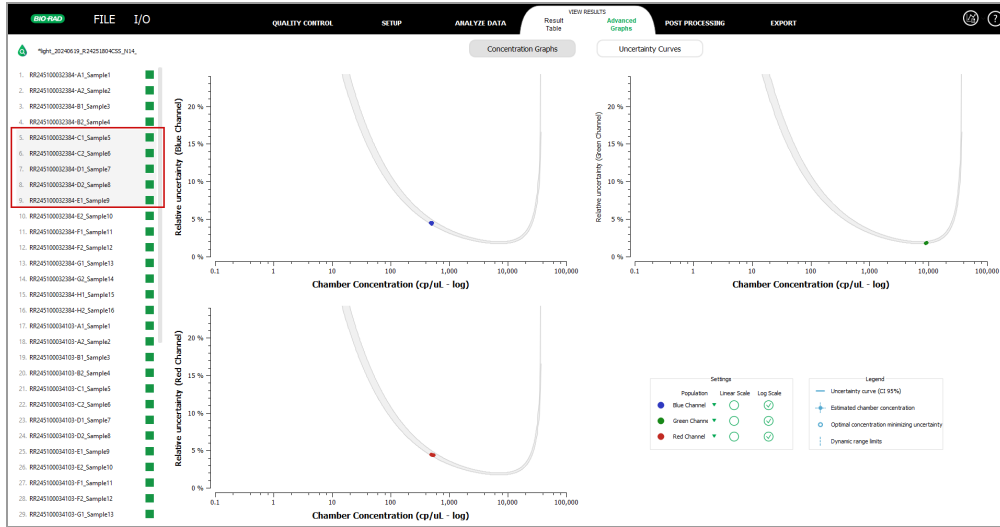 BIO-RAD FILE I/O
QUALITY CONTROL SETUP ANALYZE DATA VIEW RESULTS Result Table Advanced Graphs POST PROCESSING EXPORT
*light_20240619_R24251804CSS_N14_
Concentration Graphs Uncertainty Curves
1. RR245100032384-A1_Sample1
2. RR245100032384-A2_Sample2
3. RR245100032384-B1_Sample3
4. RR245100032384-B2_Sample4
5. RR245100032384-C1_Sample5
6. RR245100032384-C2_Sample6
7. RR245100032384-D1_Sample7
8. RR245100032384-D2_Sample8
9. RR245100032384-E1_Sample9
10. RR245100032384-E2_Sample10
11. RR245100032384-F1_Sample11
12. RR245100032384-F2_Sample12
13. RR245100032384-G1_Sample13
14. RR245100032384-G2_Sample14
15. RR245100032384-H1_Sample15
16. RR245100032384-H2_Sample16
17. RR245100034103-A1_Sample1
18. RR245100034103-A2_Sample2
19. RR245100034103-B1_Sample3
20. RR245100034103-B2_Sample4
21. RR245100034103-C1_Sample5
22. RR245100034103-C2_Sample6
23. RR245100034103-D1_Sample7
24. RR245100034103-D2_Sample8
25. RR245100034103-E1_Sample9
26. RR245100034103-E2_Sample10
27. RR245100034103-F1_Sample11
28. RR245100034103-F2_Sample12
29. RR245100034103-G1_Sample13
Relative uncertainty (Blue Channel)
20 %
15 %
10 %
5 %
0 %
0.1 1 10 100 1,000 10,000 100,000
Chamber Concentration (cp/uL - log)
Relative uncertainty (Green Channel)
20 %
15 %
10 %
5 %
0 %
0.1 1 10 100 1,000 10,000 100,000
Chamber Concentration (cp/uL - log)
Relative uncertainty (Red Channel)
20 %
15 %
10 %
5 %
0 %
0.1 1 10 100 1,000 10,000 100,000
Chamber Concentration (cp/uL - log)
Settings
Population Linear Scale Log Scale
Blue Channel
Green Channe
Red Channel
Legend
Uncertainty curve (CI 95%)
Estimated chamber concentration
Optimal concentration minimizing uncertainty
Dynamic range limits